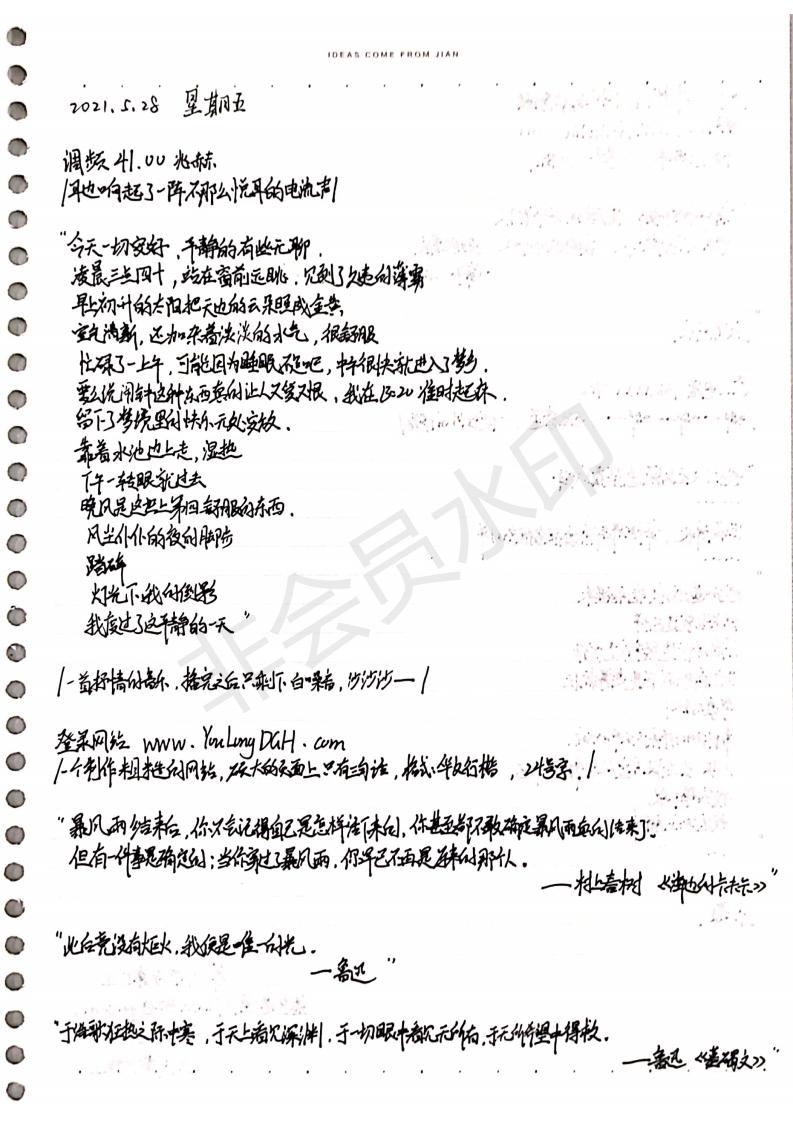 IDEAS COME FROM JIAN
2021.5.28 星期五
调频 41.00 兆赫
/耳边响起了一阵不那么悦耳的电流声/
“今天一切安好，平静的有些无聊.
凌晨三点四十，站在窗前远眺，见到了久违的薄雾
早上初升的太阳把天边的云朵照成金黄,
空气清新，还加杂着淡淡的水气，很舒服
忙碌了一上午，可能因为睡眠不足吧，中午很快就进入了梦乡.
要么说闹钟这种东西真的让人又爱又恨，我在13:20准时起床.
留下了梦境里的快乐无处安放.
靠着水池边上走，湿热
下午一转眼就过去
晚风是这世上第四舒服的东西.
风尘仆仆的夜的脚步
踏碎
灯光下我的倒影
我度过了这平静的一天”
/一首抒情的音乐，播完之后只剩下白噪音，沙沙沙——/
登录网站 www.YouLongDGH.com
/一个制作粗糙的网站，硕大的页面上只有三句话，格式:华文行楷，24号字./
“暴风雨结束后，你不会记得自己是怎样活下来的，你甚至都不敢确定暴风雨真的结束了.
但有一件事是确定的：当你穿过了暴风雨，你早已不再是原来的那个人.
——村上春树 《海边的卡夫卡》”
“此后竟没有炬火，我便是唯一的光.
——鲁迅”
“于浩歌狂热之际中寒，于天上看见深渊，于一切眼中看见无所有，于无所希望中得救.
——鲁迅《墓碣文》”
非会员水印